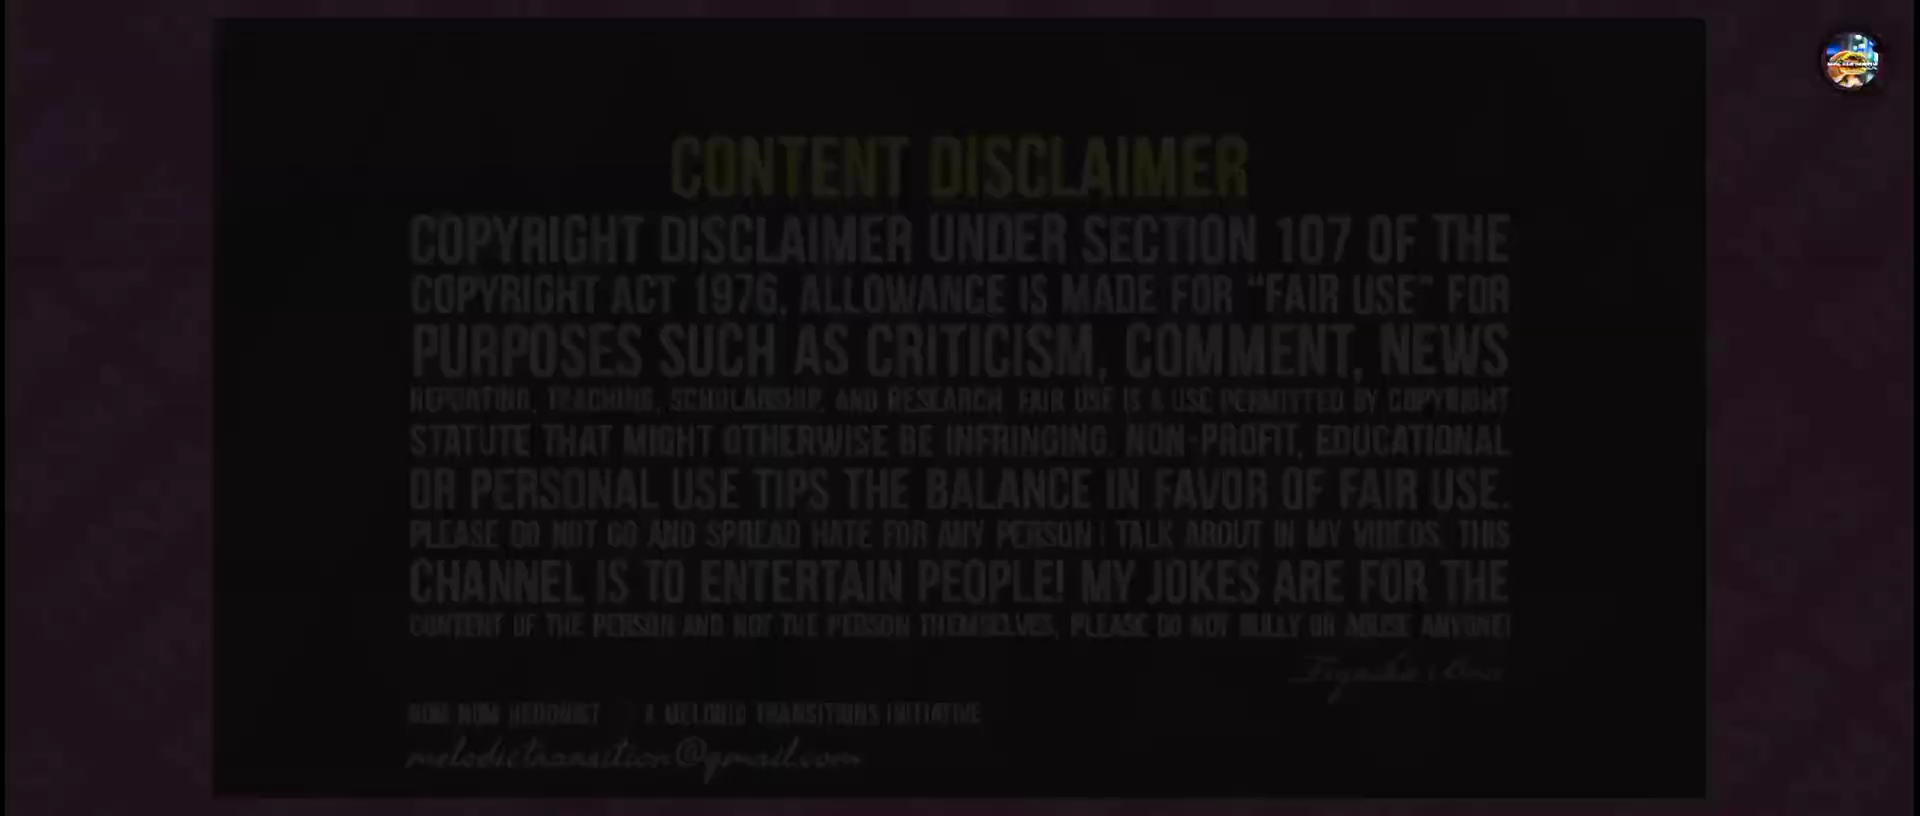 CONTENT DISCLAIMER
COPYRIGHT DISCLAIMER UNDER SECTION 107 OF THE
COPYRIGHT ACT 1976, ALLOWANCE IS MADE FOR “FAIR USE” FOR
PURPOSES SUCH AS CRITICISM, COMMENT, NEWS
REPORTING, TEACHING, SCHOLARSHIP, AND RESEARCH. FAIR USE IS A USE PERMITTED BY COPYRIGHT
STATUTE THAT MIGHT OTHERWISE BE INFRINGING. NON-PROFIT, EDUCATIONAL
OR PERSONAL USE TIPS THE BALANCE IN FAVOR OF FAIR USE.
PLEASE DO NOT GO AND SPREAD HATE FOR ANY PERSON I TALK ABOUT IN MY VIDEOS. THIS
CHANNEL IS TO ENTERTAIN PEOPLE! MY JOKES ARE FOR THE
CONTENT OF THE PERSON AND NOT THE PERSON THEMSELVES, PLEASE DO NOT BULLY OR ABUSE ANYONE!
NOM NOM HEDONIST A MELODIC TRANSITIONS INITIATIVE
melodictransition@gmail.com